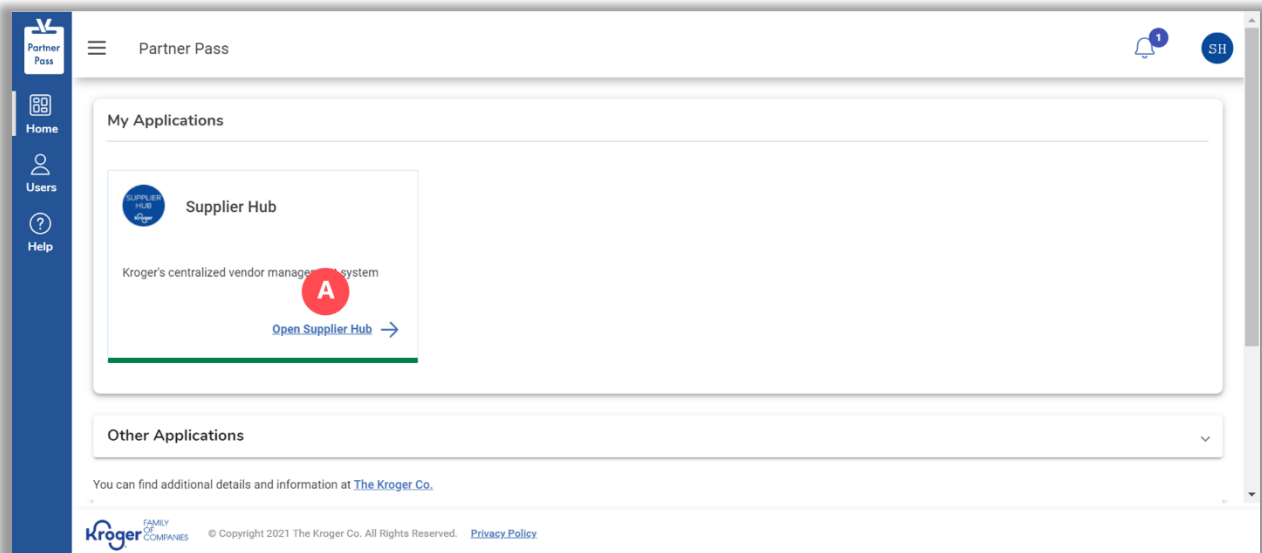 Partner
Pass
Partner Pass
1
SH
Home
Users
Help
My Applications
SUPPLIER
HUB
Kroger
Supplier Hub
Kroger's centralized vendor management system
A
Open Supplier Hub
Other Applications
You can find additional details and information at The Kroger Co.
Kroger FAMILY
OF
COMPANIES
© Copyright 2021 The Kroger Co. All Rights Reserved. Privacy Policy